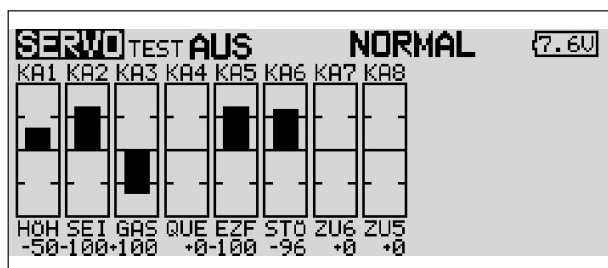 SERVO TEST AUS NORMAL 7.6V
KA1 KA2 KA3 KA4 KA5 KA6 KA7 KA8
HÖH SEI GAS QUE EZF STÖ ZU6 ZU5
-50 -100 +100 +0 -100 -96 +0 +0